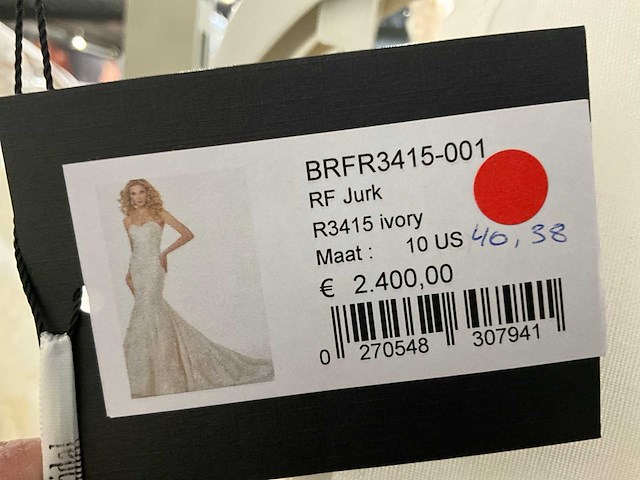 BRFR3415-001
RF Jurk
R3415 ivory
Maat : 10 US 40, 38
€ 2.400,00
0 270548 307941